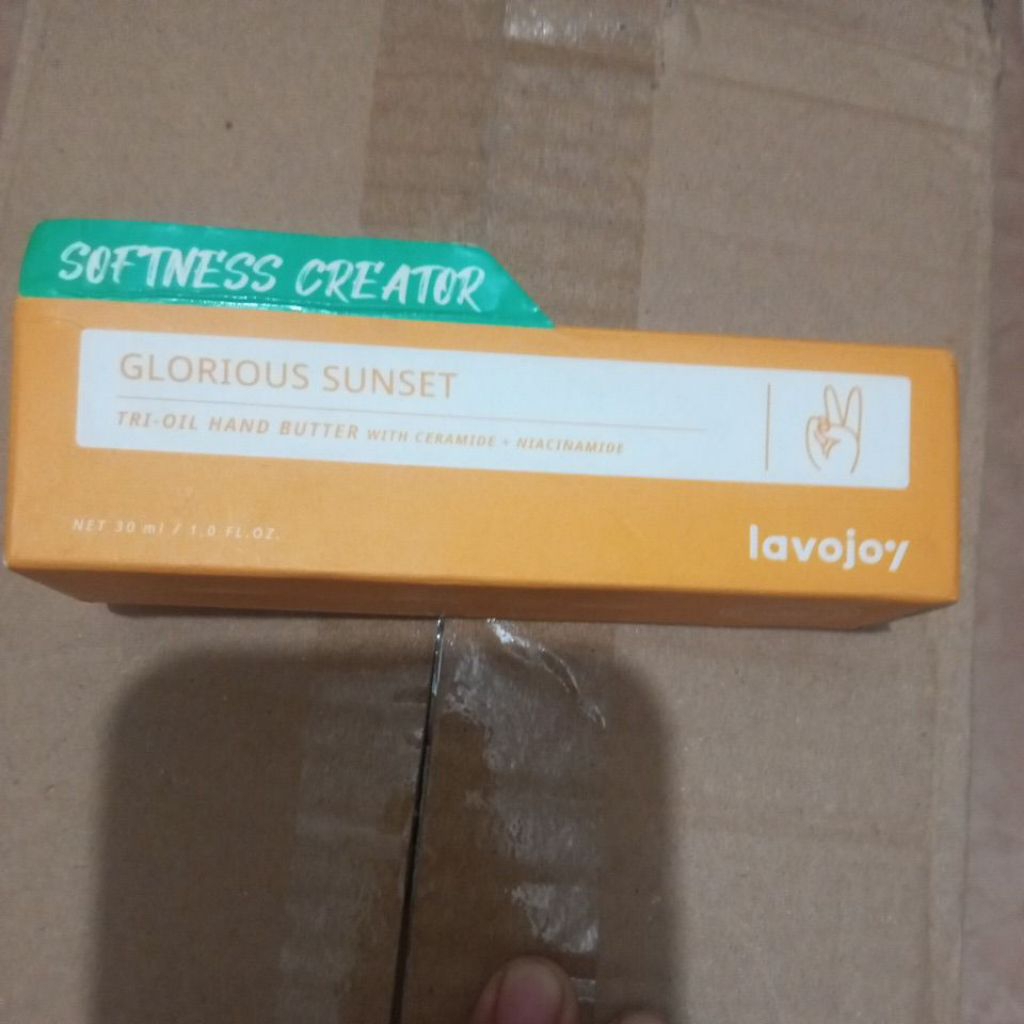 SOFTNESS CREATOR
GLORIOUS SUNSET
TRI-OIL HAND BUTTER WITH CERAMIDE + NIACINAMIDE
NET 30 ml / 1.0 FL.OZ.
lavojoy